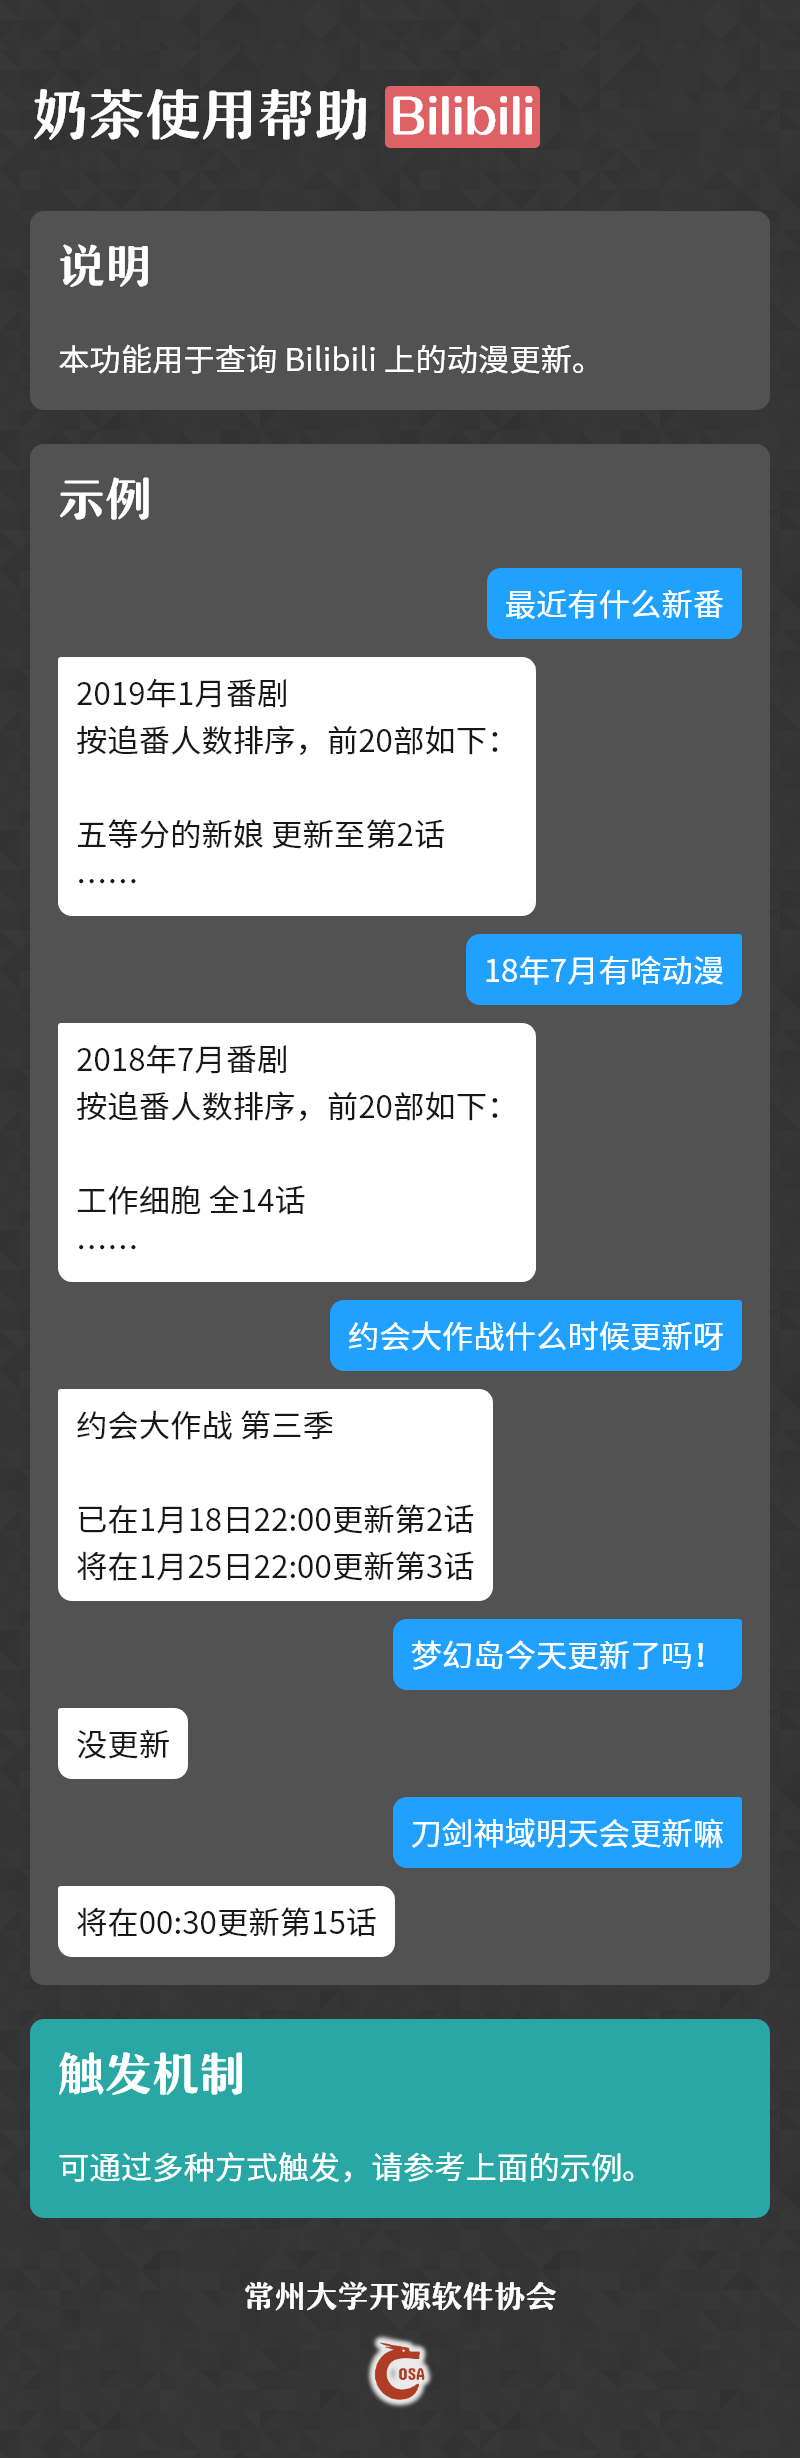 奶茶使用帮助 Bilibili
说明
本功能用于查询 Bilibili 上的动漫更新。
示例
最近有什么新番
2019年1月番剧
按追番人数排序，前20部如下：
五等分的新娘 更新至第2话
……
18年7月有啥动漫
2018年7月番剧
按追番人数排序，前20部如下：
工作细胞 全14话
……
约会大作战什么时候更新呀
约会大作战 第三季
已在1月18日22:00更新第2话
将在1月25日22:00更新第3话
梦幻岛今天更新了吗！
没更新
刀剑神域明天会更新嘛
将在00:30更新第15话
触发机制
可通过多种方式触发，请参考上面的示例。
常州大学开源软件协会
OSA